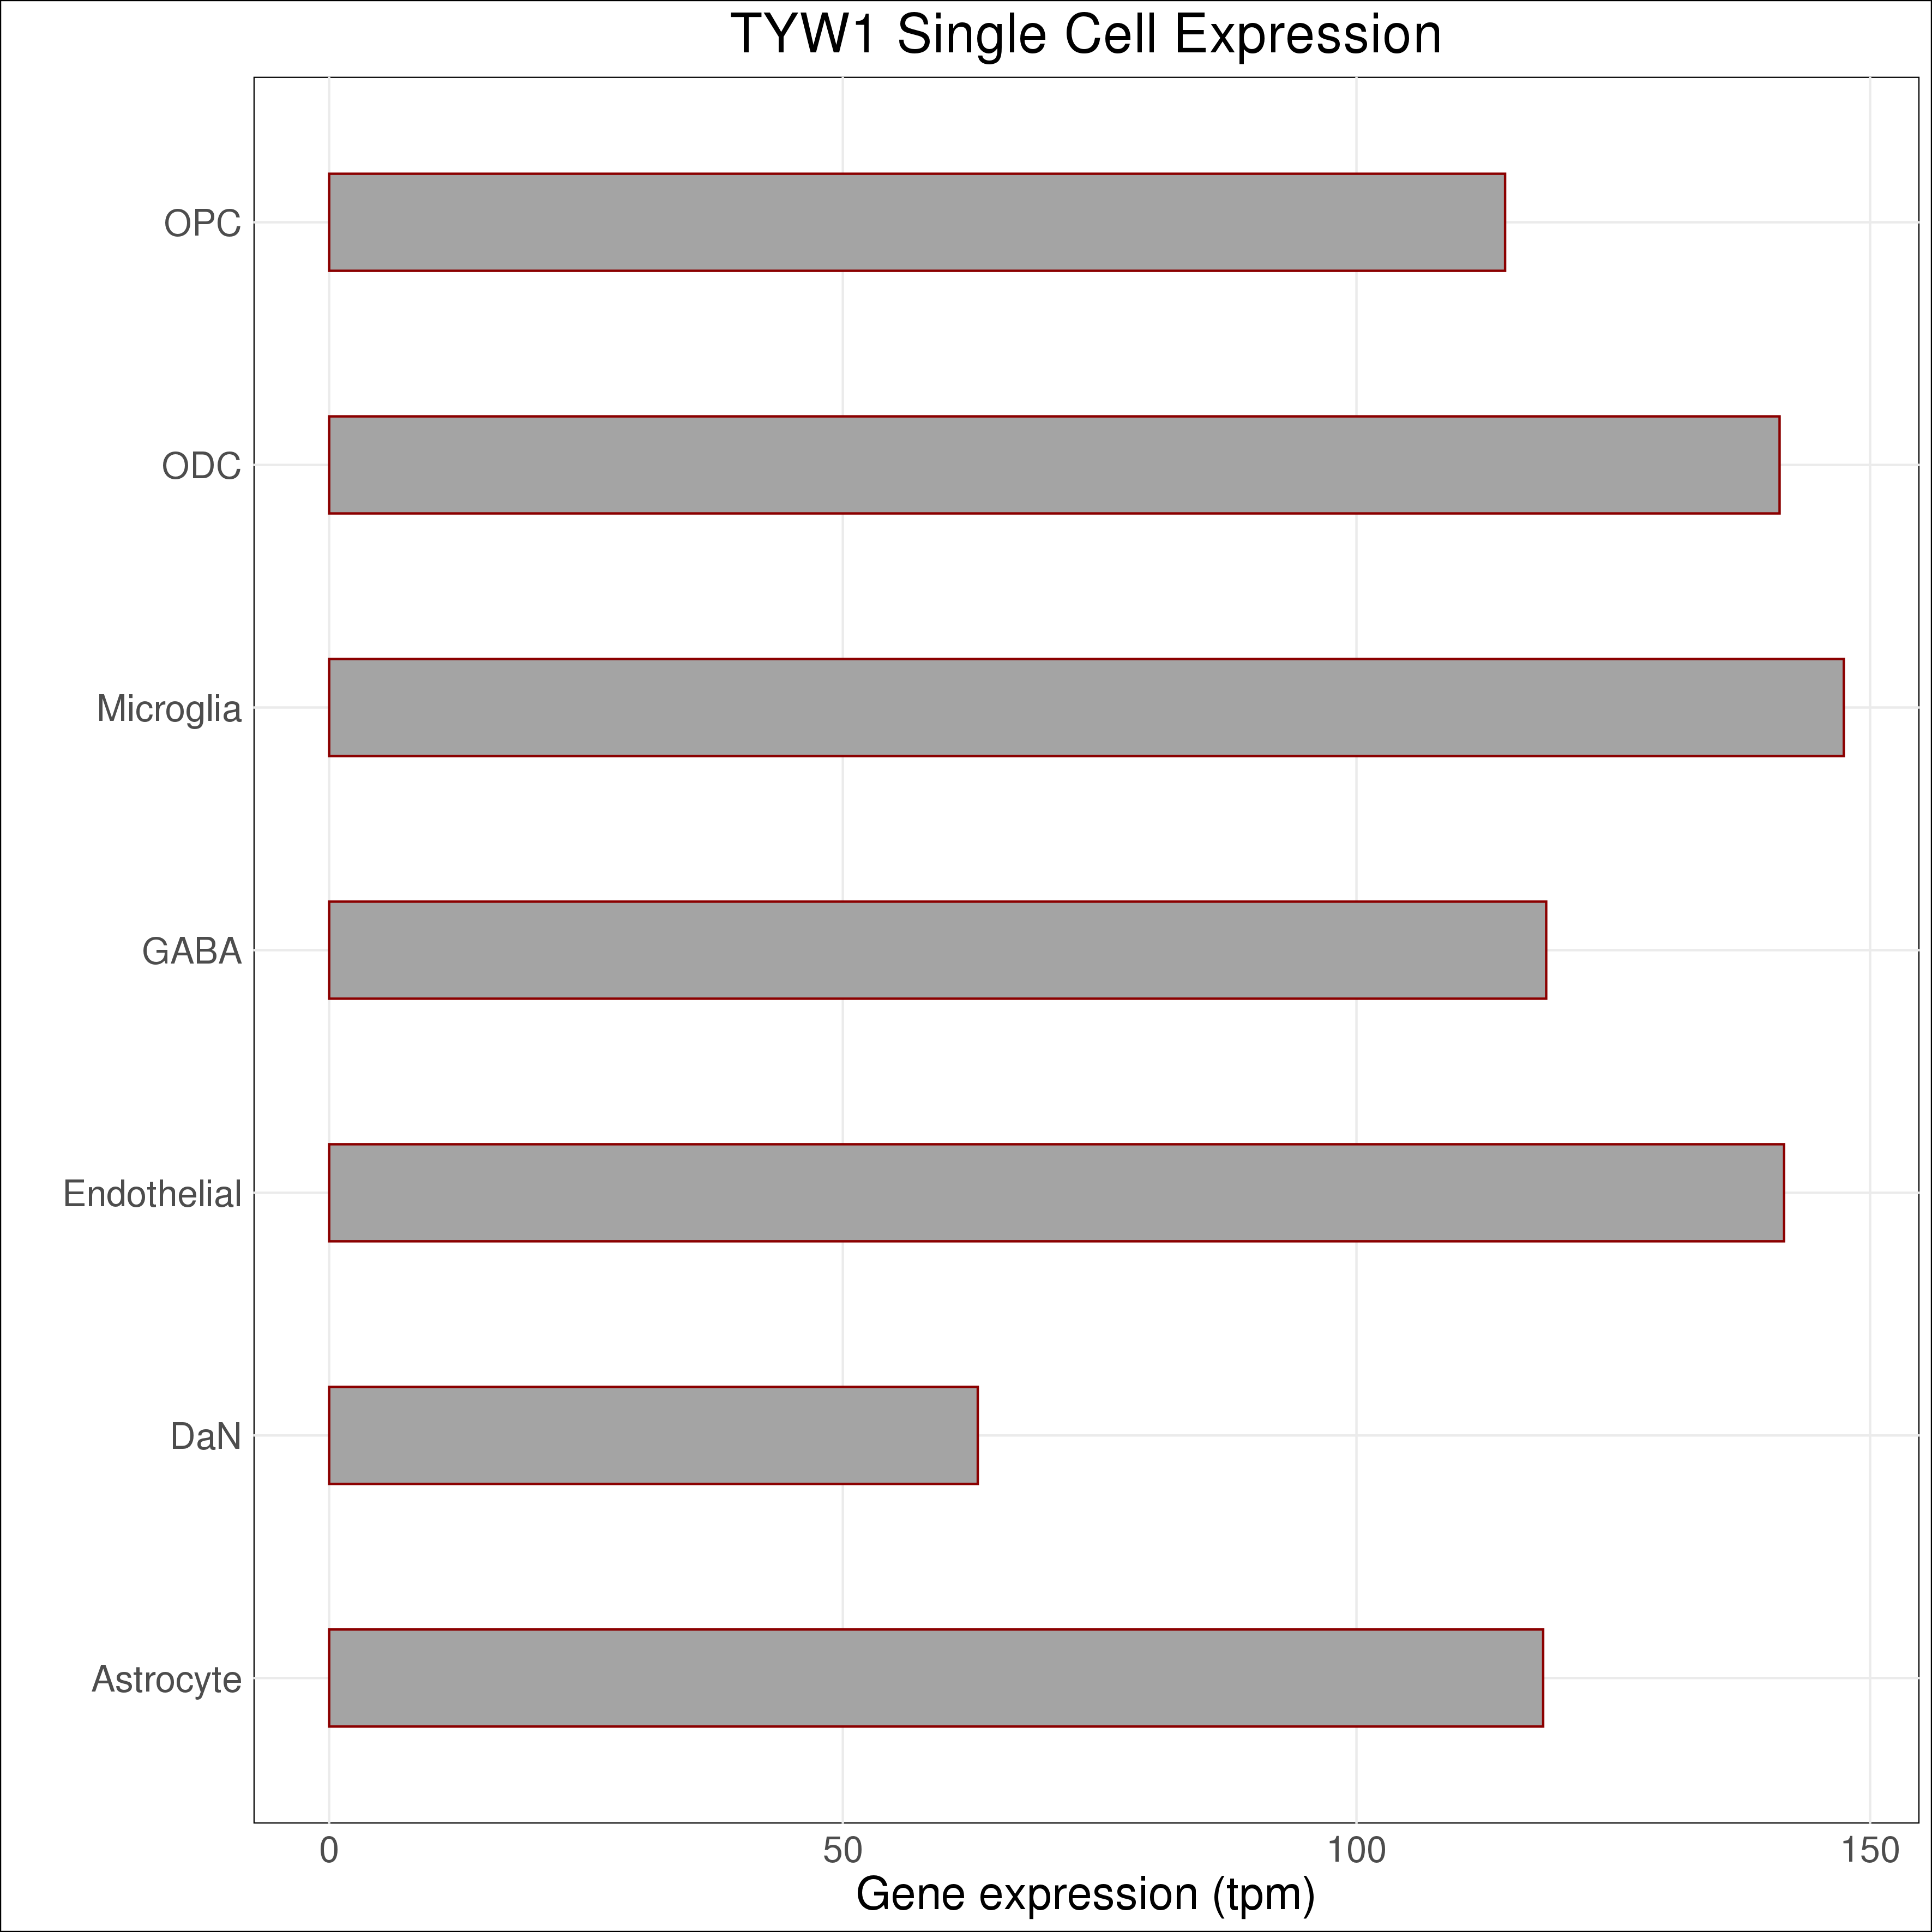 TYW1 Single Cell Expression
OPC
ODC
Microglia
GABA
Endothelial
DaN
Astrocyte
0 50 100 150
Gene expression (tpm)